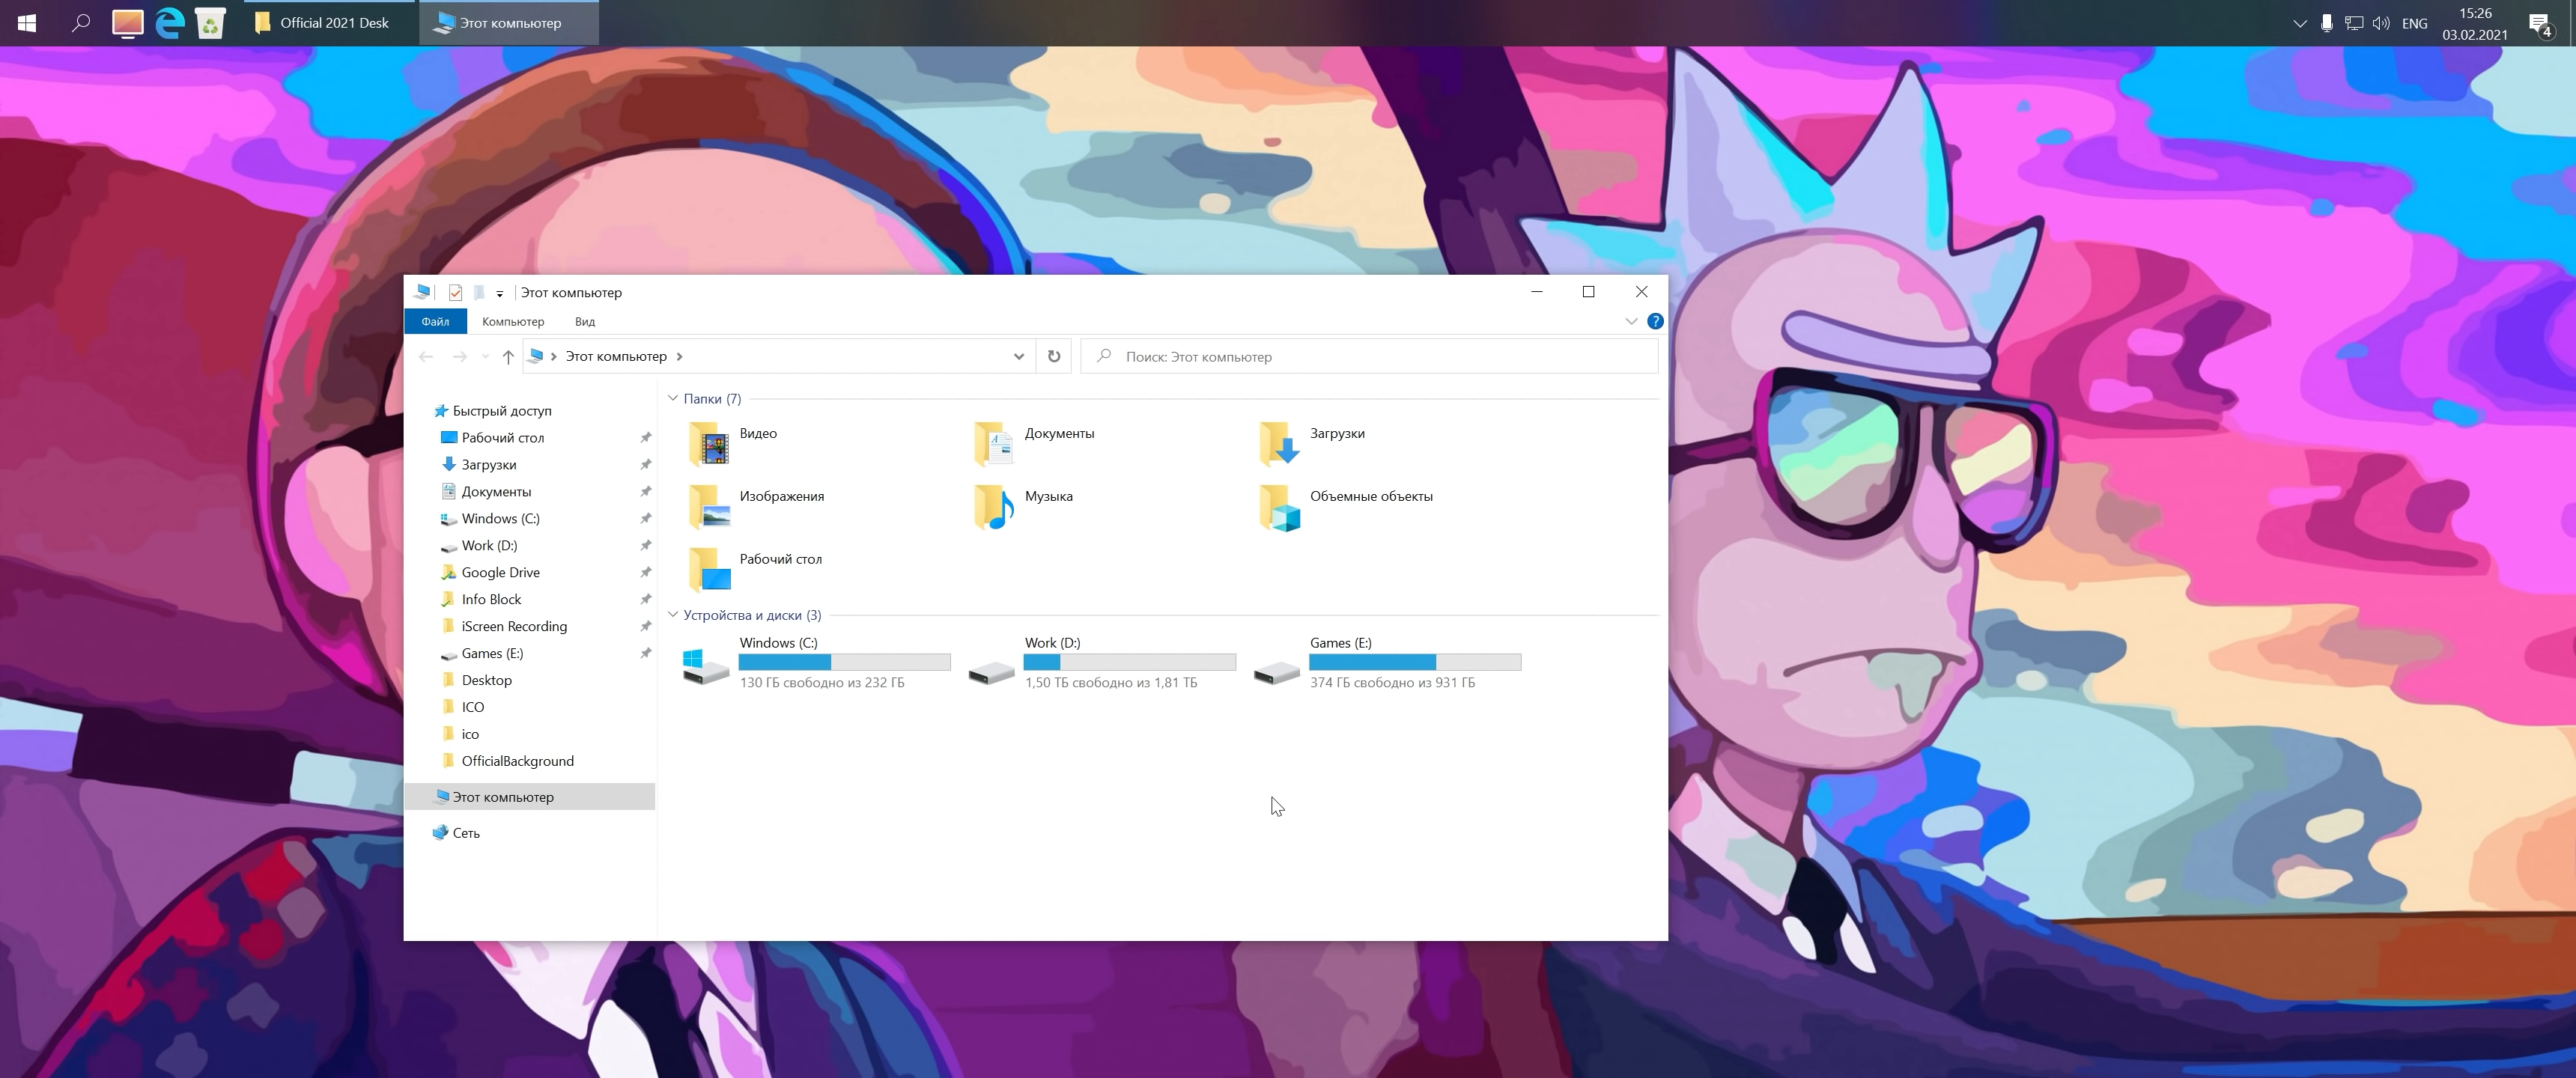 Official 2021 Desk
Этот компьютер
ENG
15:26
03.02.2021
4
Этот компьютер
Файл
Компьютер
Вид
?
Этот компьютер
Поиск: Этот компьютер
Быстрый доступ
Рабочий стол
Загрузки
Документы
Windows (C:)
Work (D:)
Google Drive
Info Block
iScreen Recording
Games (E:)
Desktop
ICO
ico
OfficialBackground
Этот компьютер
Сеть
Папки (7)
Видео
Документы
Загрузки
Изображения
Музыка
Объемные объекты
Рабочий стол
Устройства и диски (3)
Windows (C:)
130 ГБ свободно из 232 ГБ
Work (D:)
1,50 ТБ свободно из 1,81 ТБ
Games (E:)
374 ГБ свободно из 931 ГБ